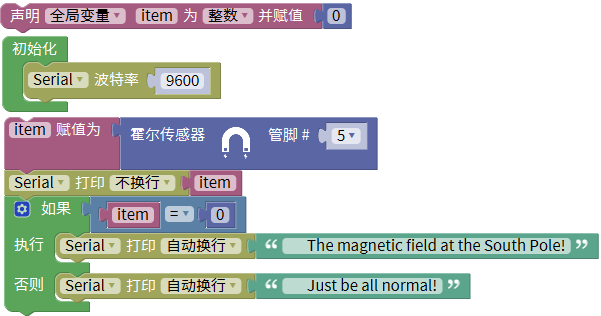 声明 全局变量 item 为 整数 并赋值 0
初始化
Serial 波特率 9600
item 赋值为 霍尔传感器 管脚 # 5
Serial 打印 不换行 item
如果 item = 0
执行 Serial 打印 自动换行 “ The magnetic field at the South Pole! ”
否则 Serial 打印 自动换行 “ Just be all normal! ”